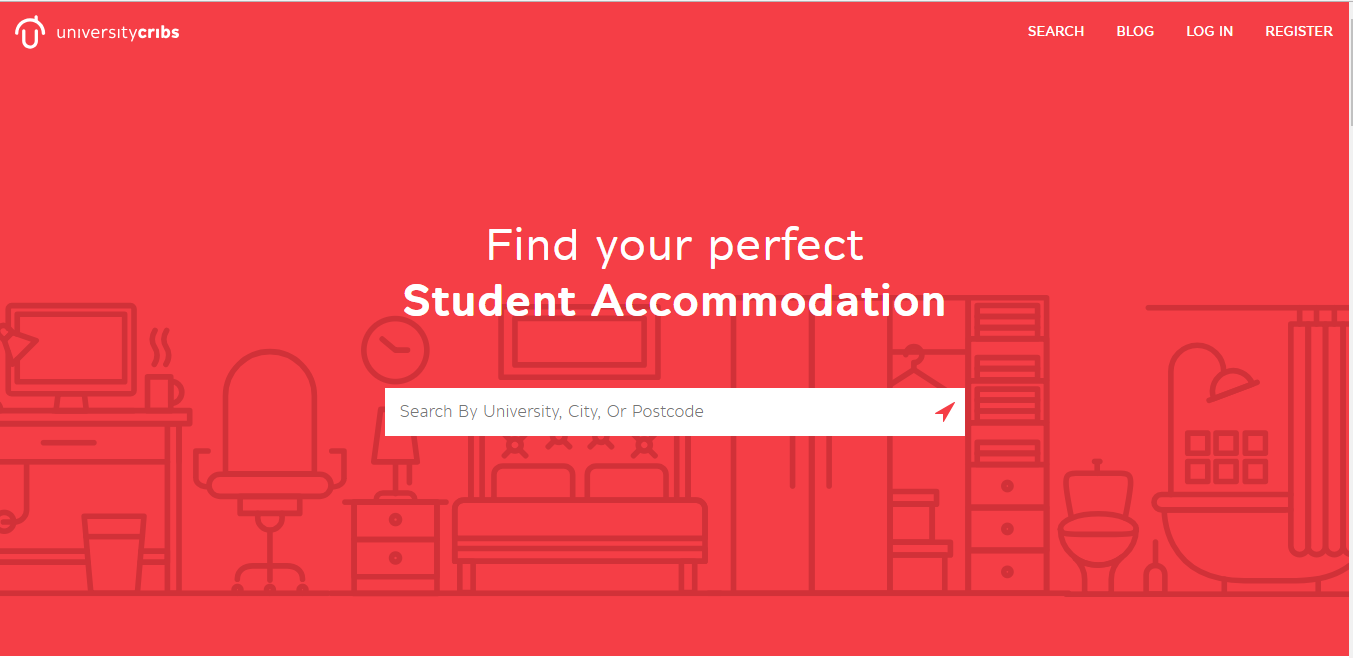 universitycribs
SEARCH BLOG LOG IN REGISTER
Find your perfect
Student Accommodation
Search By University, City, Or Postcode